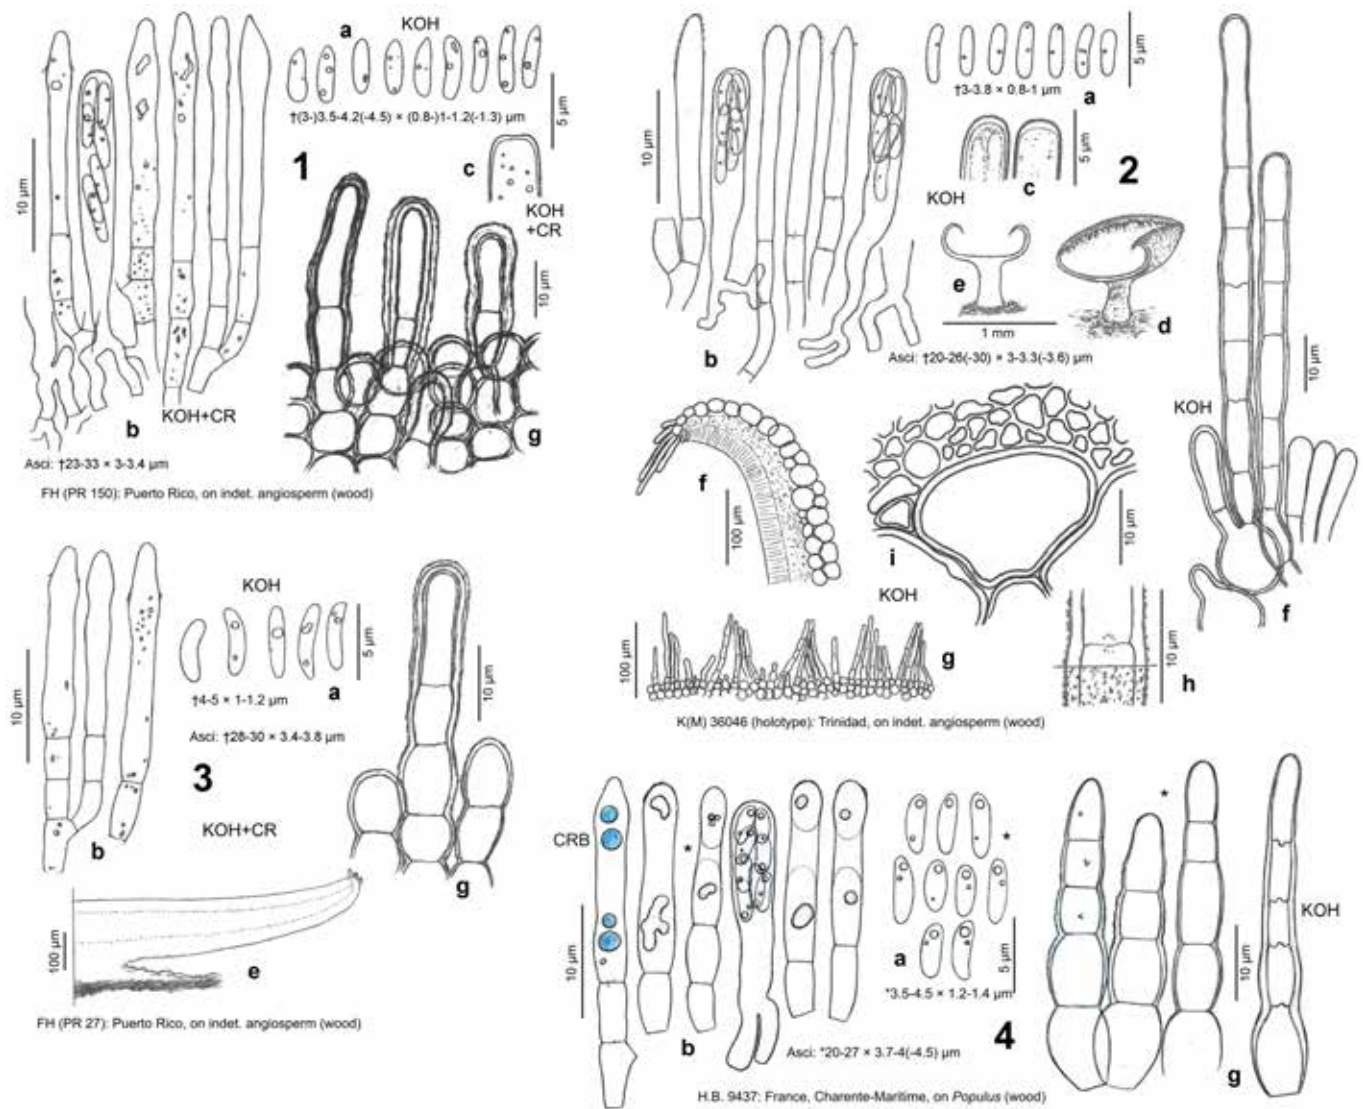 KOH
a
†(3-)3.5-4.2(-4.5) × (0.8-)1-1.2(-1.3) µm
5 µm
1
c
KOH
+CR
10 µm
10 µm
g
b
KOH+CR
Asci: †23-33 × 3-3.4 µm
FH (PR 150): Puerto Rico, on indet. angiosperm (wood)
5 µm
†3-3.8 × 0.8-1 µm
a
10 µm
5 µm
c
2
KOH
e
d
1 mm
b
Asci: †20-26(-30) × 3-3.3(-3.6) µm
10 µm
KOH
f
100 µm
f
i
10 µm
KOH
100 µm
g
10 µm
h
K(M) 36046 (holotype): Trinidad, on indet. angiosperm (wood)
KOH
5 µm
a
†4-5 × 1-1.2 µm
10 µm
10 µm
Asci: †28-30 × 3.4-3.8 µm
3
KOH+CR
b
g
100 µm
e
FH (PR 27): Puerto Rico, on indet. angiosperm (wood)
CRB
*
*
*
KOH
10 µm
a
5 µm
*3.5-4.5 × 1.2-1.4 µm
10 µm
b
Asci: *20-27 × 3.7-4(-4.5) µm
4
g
H.B. 9437: France, Charente-Maritime, on Populus (wood)